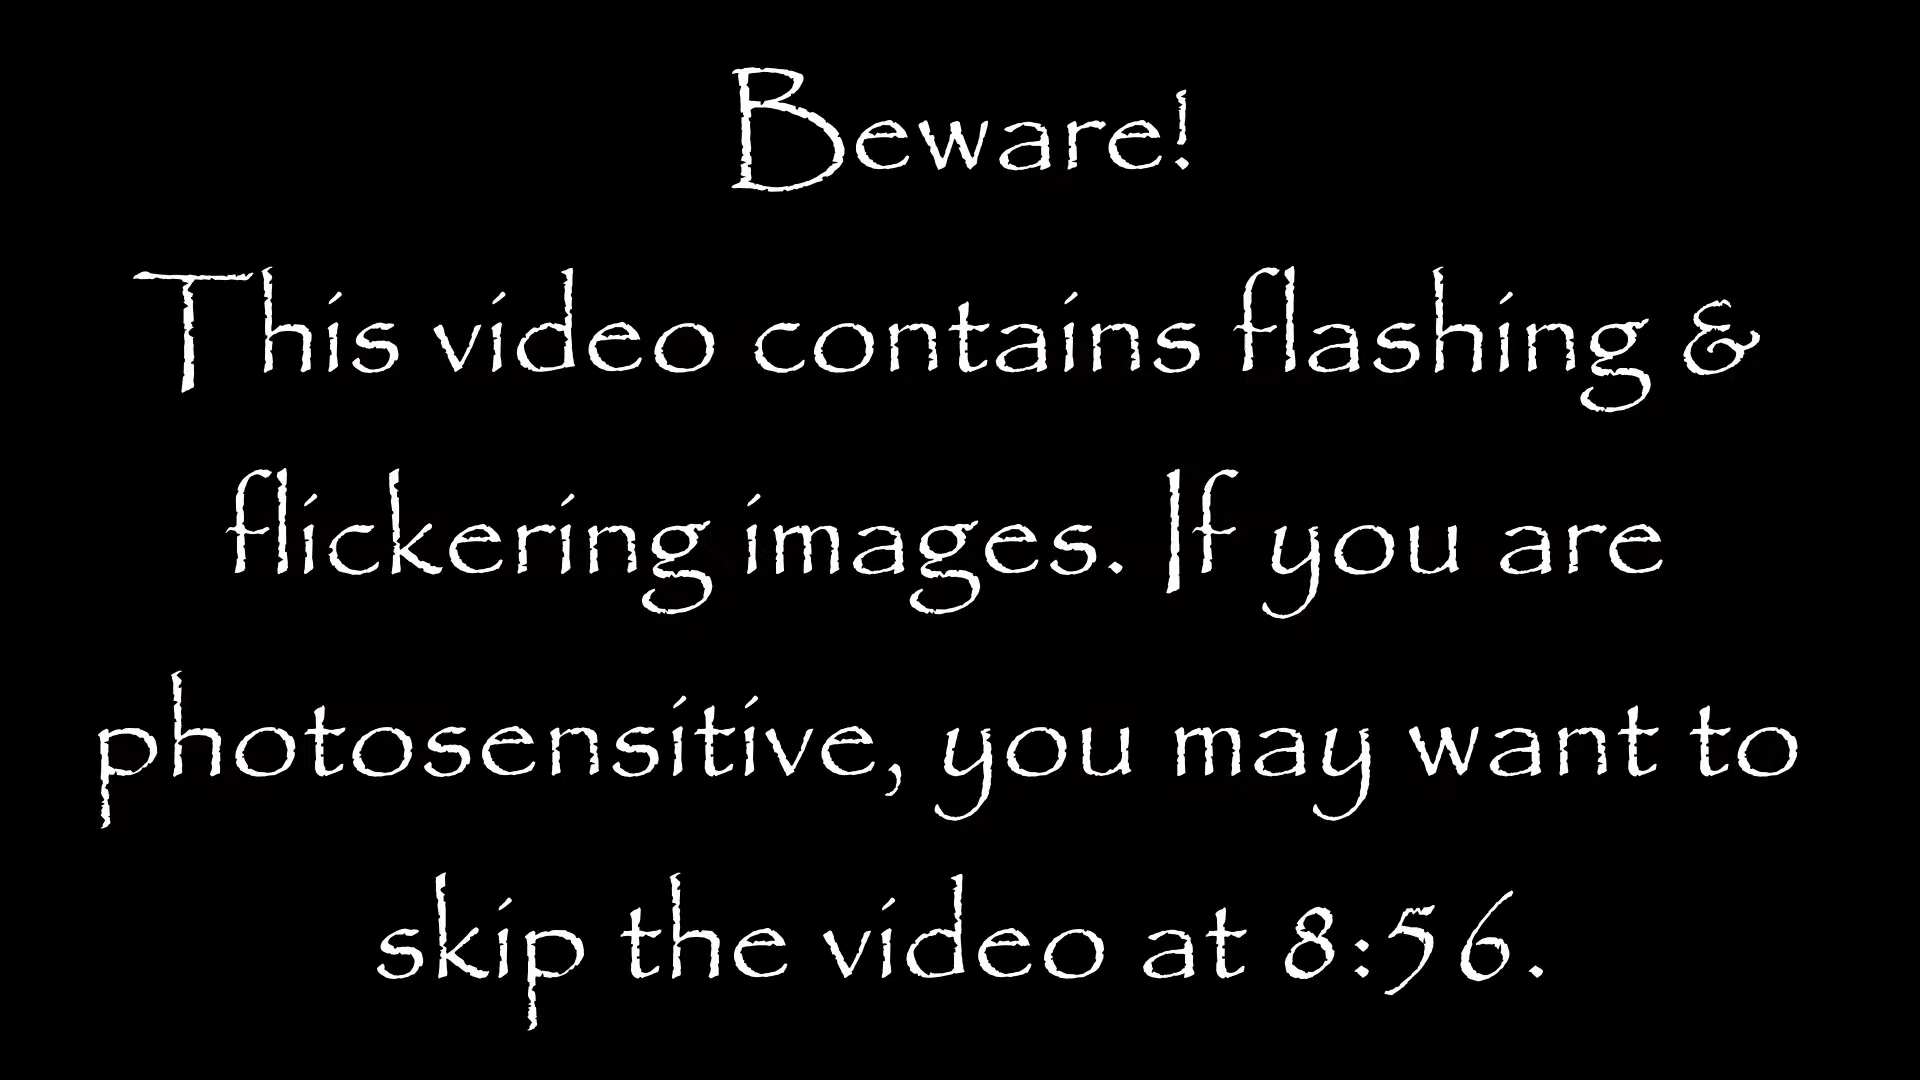 Beware!
This video contains flashing &
flickering images. If you are
photosensitive, you may want to
skip the video at 8:56.